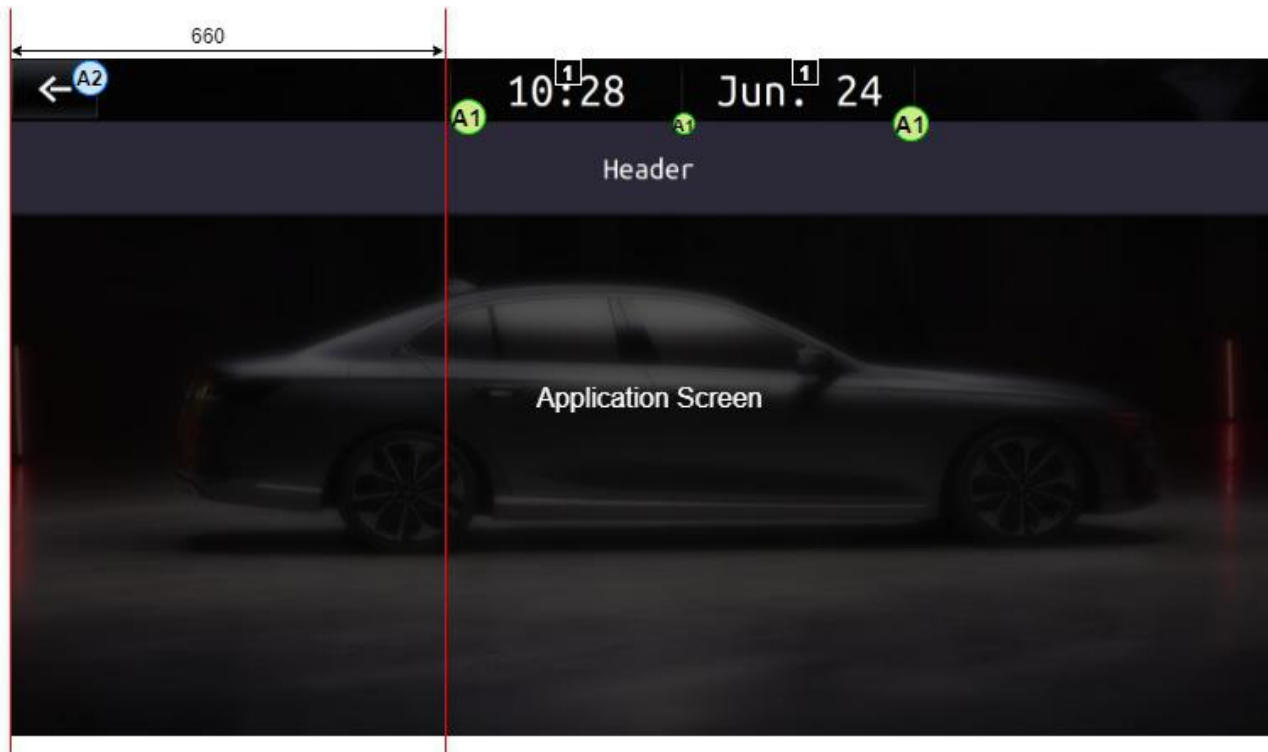 660
A2
10:28
1
Jun. 24
1
A1
A1
A1
Header
Application Screen